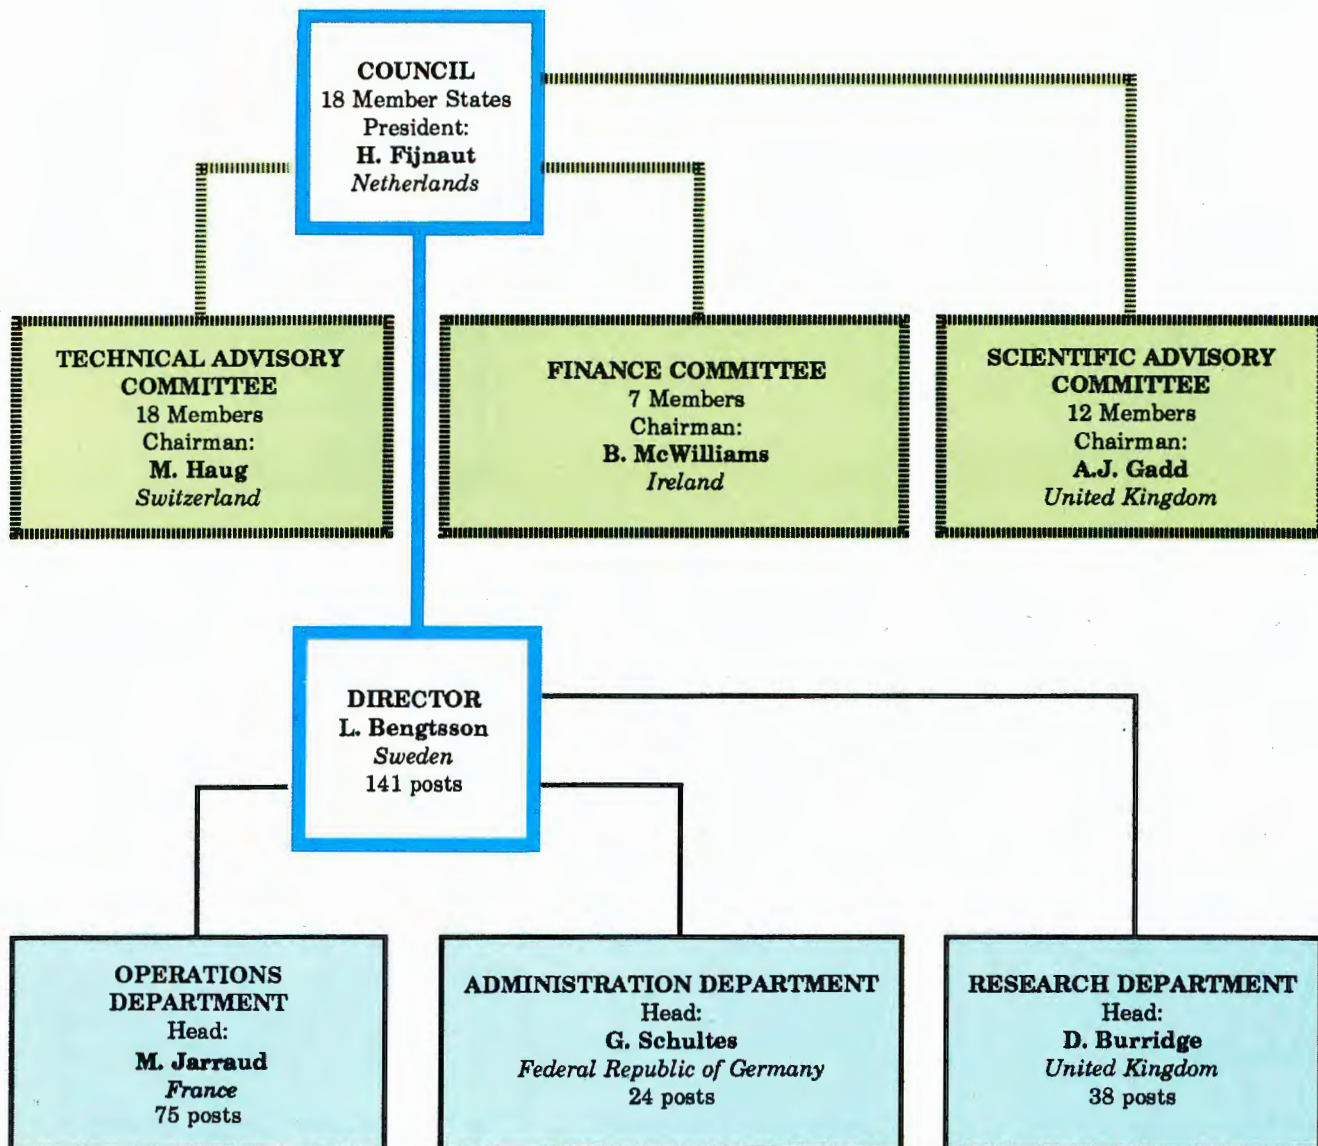 COUNCIL
18 Member States
President:
H. Fijnaut
Netherlands
TECHNICAL ADVISORY
COMMITTEE
18 Members
Chairman:
M. Haug
Switzerland
FINANCE COMMITTEE
7 Members
Chairman:
B. McWilliams
Ireland
SCIENTIFIC ADVISORY
COMMITTEE
12 Members
Chairman:
A.J. Gadd
United Kingdom
DIRECTOR
L. Bengtsson
Sweden
141 posts
OPERATIONS
DEPARTMENT
Head:
M. Jarraud
France
75 posts
ADMINISTRATION DEPARTMENT
Head:
G. Schultes
Federal Republic of Germany
24 posts
RESEARCH DEPARTMENT
Head:
D. Burridge
United Kingdom
38 posts